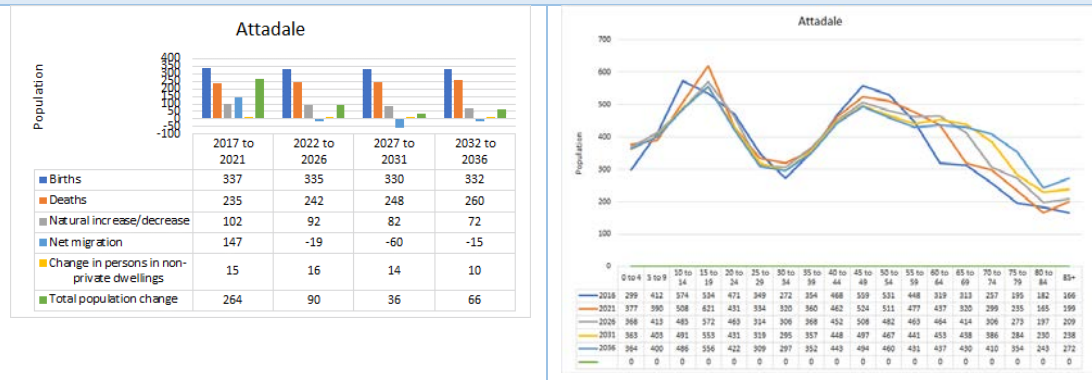 Attadale
Population
400
350
300
250
200
150
100
50
0
-50
-100
2017 to 2021 2022 to 2026 2027 to 2031 2032 to 2036
Births 337 335 330 332
Deaths 235 242 248 260
Natural increase/decrease 102 92 82 72
Net migration 147 -19 -60 -15
Change in persons in non-
private dwellings 15 16 14 10
Total population change 264 90 36 66
Attadale
Population
700
600
500
400
300
200
100
0
0 to 4 5 to 9 10 to 14 15 to 19 20 to 24 25 to 29 30 to 34 35 to 39 40 to 44 45 to 49 50 to 54 55 to 59 60 to 64 65 to 69 70 to 74 75 to 79 80 to 84 85+
2016 299 412 574 534 471 349 272 354 468 559 531 448 319 313 257 195 182 166
2021 377 390 508 621 431 334 320 360 462 524 511 477 437 320 299 235 165 199
2026 368 413 485 572 463 314 306 368 452 508 482 463 464 414 306 273 197 209
2031 363 403 491 553 431 319 295 357 448 497 467 441 453 438 386 284 230 238
2036 364 400 486 556 422 309 297 352 443 494 460 431 437 430 410 354 243 272
0 0 0 0 0 0 0 0 0 0 0 0 0 0 0 0 0 0